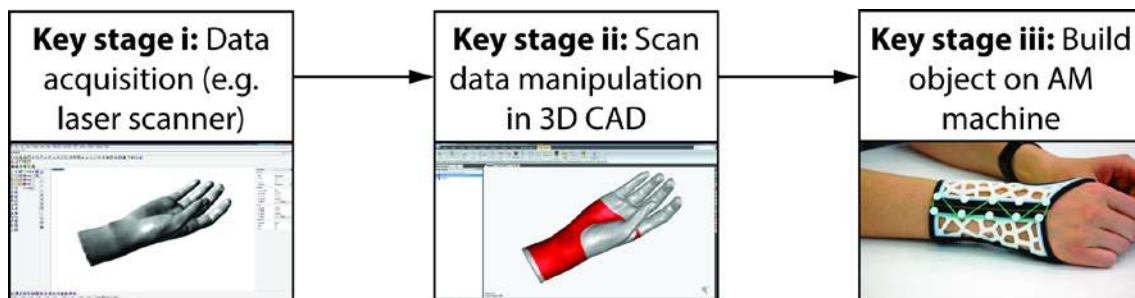 Key stage i: Data
acquisition (e.g.
laser scanner)
Key stage ii: Scan
data manipulation
in 3D CAD
Key stage iii: Build
object on AM
machine